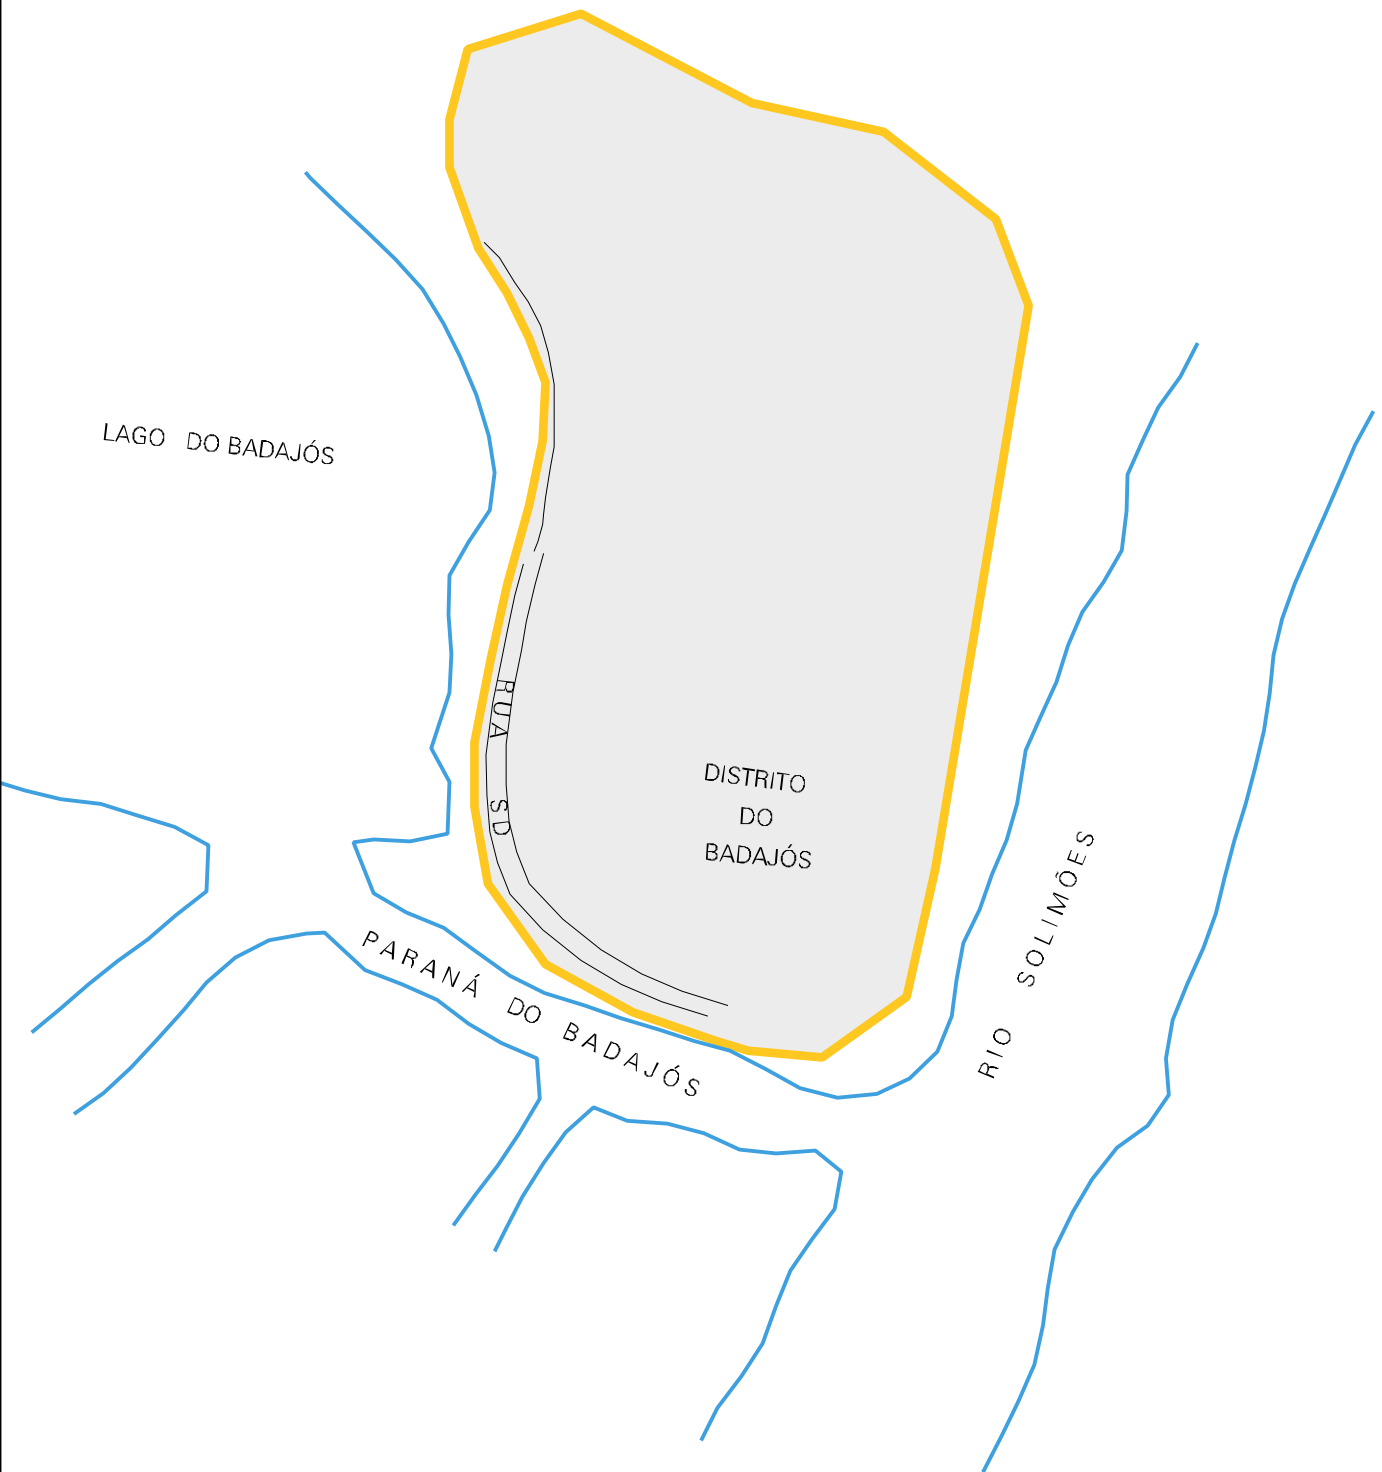 LAGO DO BADAJÓS
RUA SD
DISTRITO
DO
BADAJÓS
PARANÁ DO BADAJÓS
RIO SOLIMÕES